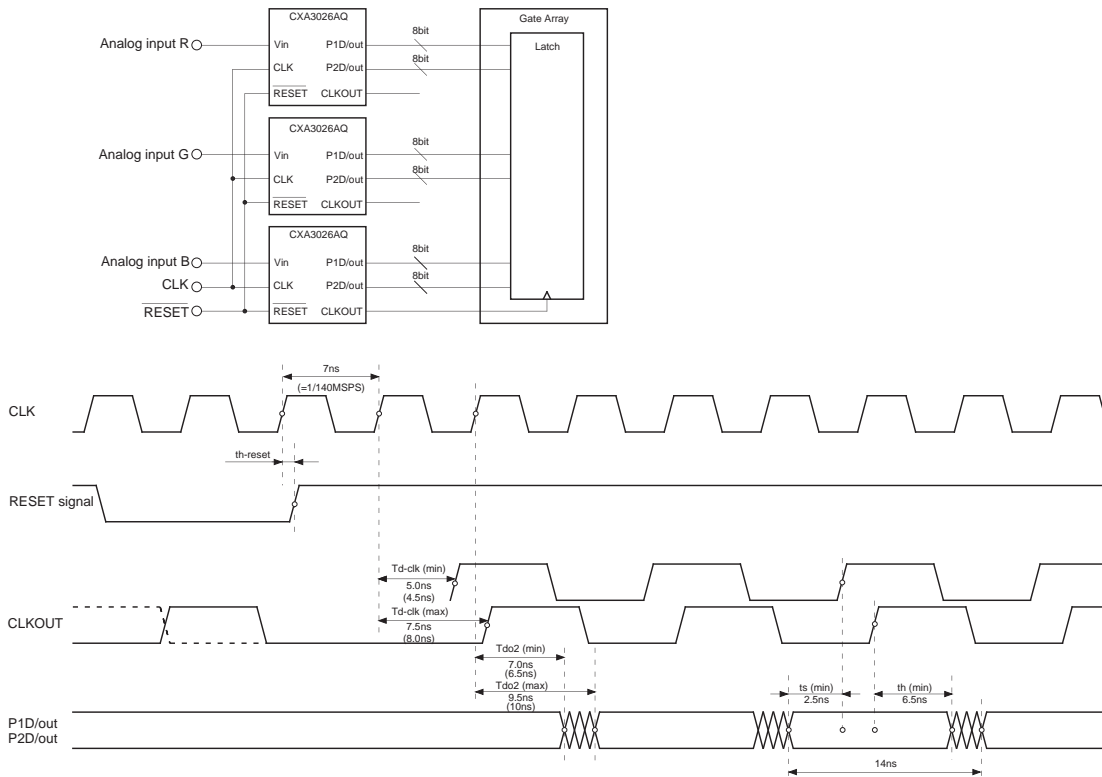 CXA3026AQ
Gate Array
Analog input R
Vin
P1D/out
8bit
Latch
CLK
P2D/out
8bit
RESET
CLKOUT
CXA3026AQ
Analog input G
Vin
P1D/out
8bit
CLK
P2D/out
8bit
RESET
CLKOUT
CXA3026AQ
Analog input B
Vin
P1D/out
8bit
CLK
CLK
P2D/out
8bit
RESET
RESET
CLKOUT
7ns
(=1/140MSPS)
CLK
th-reset
RESET signal
Td-clk (min)
5.0ns
(4.5ns)
Td-clk (max)
7.5ns
(8.0ns)
CLKOUT
Tdo2 (min)
7.0ns
(6.5ns)
Tdo2 (max)
9.5ns
(10ns)
ts (min)
2.5ns
th (min)
6.5ns
P1D/out
P2D/out
14ns